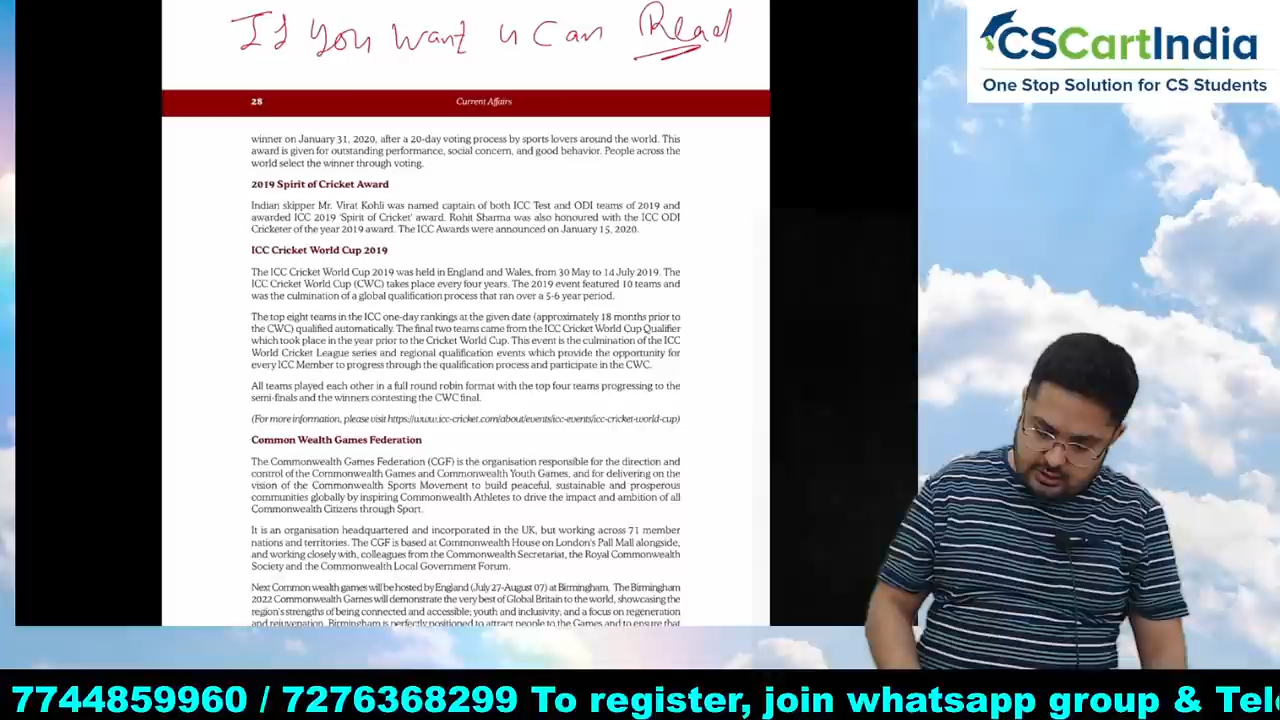 If You Want u Can Read
CSCartIndia
One Stop Solution for CS Students
28 Current Affairs
winner on January 31, 2020, after a 20-day voting process by sports lovers around the world. This
award is given for outstanding performance, social concern, and good behavior. People across the
world select the winner through voting.
2019 Spirit of Cricket Award
Indian skipper Mr. Virat Kohli was named captain of both ICC Test and ODI teams of 2019 and
awarded ICC 2019 ‘Spirit of Cricket’ award. Rohit Sharma was also honoured with the ICC ODI
Cricketer of the year 2019 award. The ICC Awards were announced on January 15, 2020.
ICC Cricket World Cup 2019
The ICC Cricket World Cup 2019 was held in England and Wales, from 30 May to 14 July 2019. The
ICC Cricket World Cup (CWC) takes place every four years. The 2019 event featured 10 teams and
was the culmination of a global qualification process that ran over a 5-6 year period.
The top eight teams in the ICC one-day rankings at the given date (approximately 18 months prior to
the CWC) qualified automatically. The final two teams came from the ICC Cricket World Cup Qualifier
which took place in the year prior to the Cricket World Cup. This event is the culmination of the ICC
World Cricket League series and regional qualification events which provide the opportunity for
every ICC Member to progress through the qualification process and participate in the CWC.
All teams played each other in a full round robin format with the top four teams progressing to the
semi-finals and the winners contesting the CWC final.
(For more information, please visit https://www.icc-cricket.com/about/events/icc-events/icc-cricket-world-cup)
Common Wealth Games Federation
The Commonwealth Games Federation (CGF) is the organisation responsible for the direction and
control of the Commonwealth Games and Commonwealth Youth Games, and for delivering on the
vision of the Commonwealth Sports Movement to build peaceful, sustainable and prosperous
communities globally by inspiring Commonwealth Athletes to drive the impact and ambition of all
Commonwealth Citizens through Sport.
It is an organisation headquartered and incorporated in the UK, but working across 71 member
nations and territories. The CGF is based at Commonwealth House on London's Pall Mall alongside,
and working closely with, colleagues from the Commonwealth Secretariat, the Royal Commonwealth
Society and the Commonwealth Local Government Forum.
Next Common wealth games will be hosted by England (July 27-August 07) at Birmingham. The Birmingham
2022 Commonwealth Games will demonstrate the very best of Global Britain to the world, showcasing the
region's strengths of being connected and accessible; youth and inclusivity; and a focus on regeneration
and rejuvenation. Birmingham is perfectly positioned to attract people to the Games and to ensure that
7744859960 / 7276368299 To register, join whatsapp group & Tele